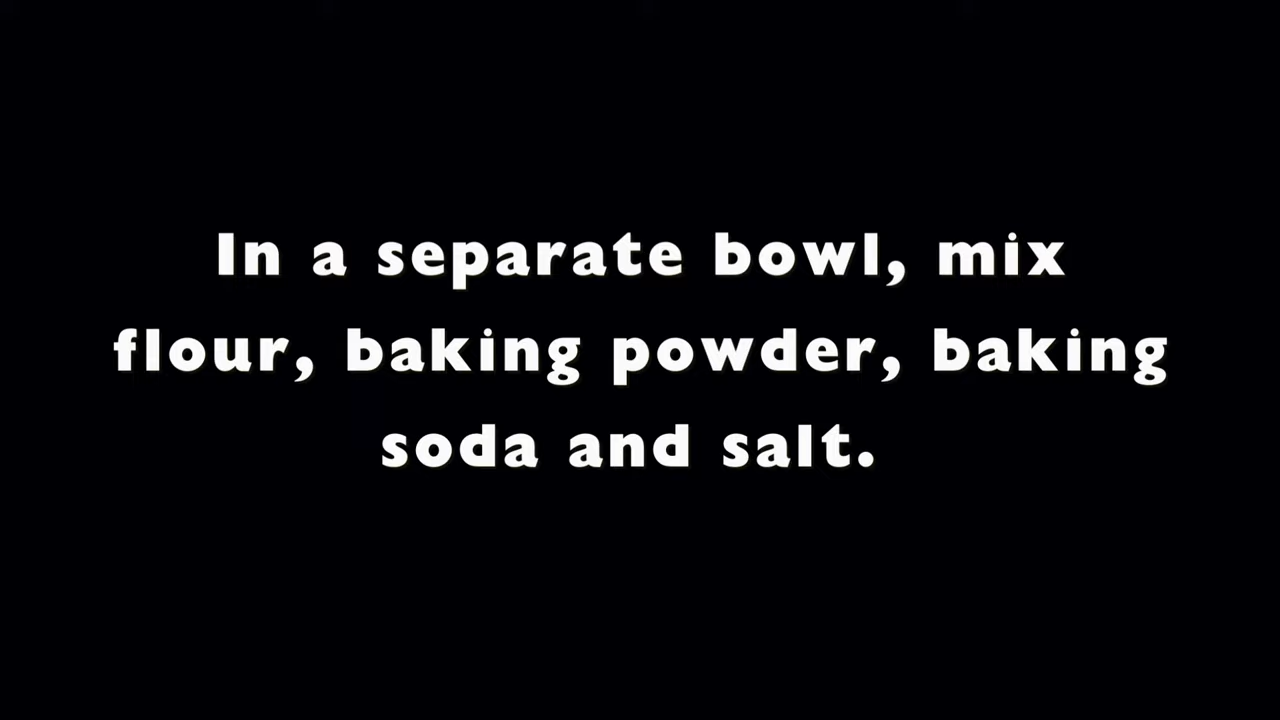 In a separate bowl, mix
flour, baking powder, baking
soda and salt.